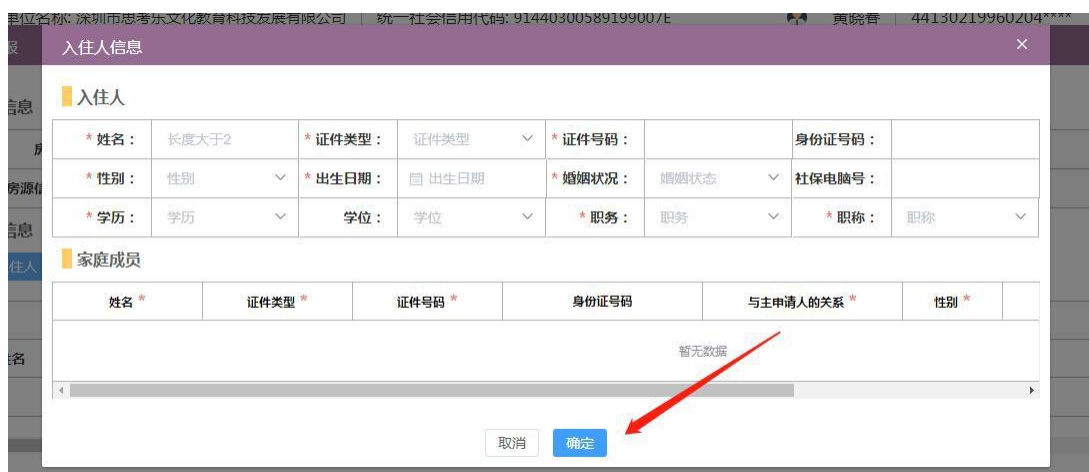 单位名称: 深圳市思考乐文化教育科技发展有限公司 统一社会信用代码: 91440300589199007E 黄晓春 44130219960204****
报 入住人信息 ×
信息
入住人
* 姓名： 长度大于2 * 证件类型： 证件类型 * 证件号码： 身份证号码：
房源信
* 性别： 性别 * 出生日期： 出生日期 * 婚姻状况： 婚姻状态 社保电脑号：
* 学历： 学历 学位： 学位 * 职务： 职务 * 职称： 职称
信息
家庭成员
住人
姓名 * 证件类型 * 证件号码 * 身份证号码 与主申请人的关系 * 性别 *
暂无数据
姓名
取消 确定